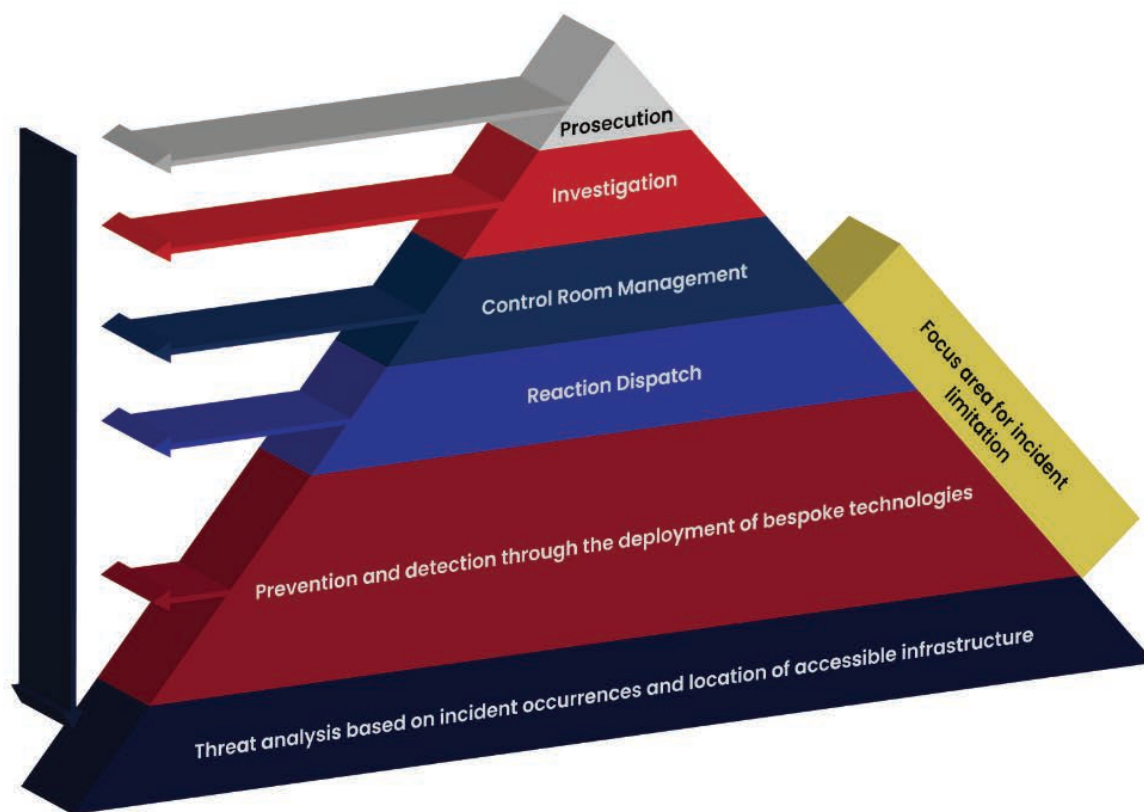 Prosecution
Investigation
Control Room Management
Reaction Dispatch
Prevention and detection through the deployment of bespoke technologies
Threat analysis based on incident occurrences and location of accessible infrastructure
Focus area for incident
limitation